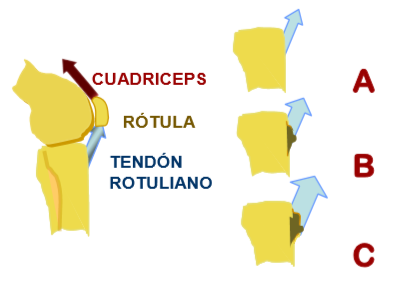 CUADRICEPS
RÓTULA
TENDÓN
ROTULIANO
A
B
C